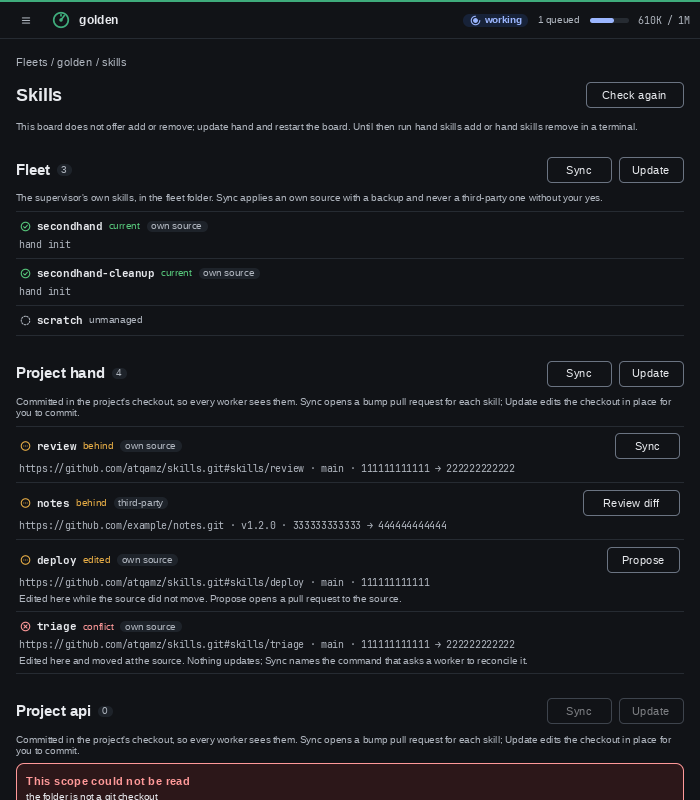 golden
working
1 queued
610K / 1M
Fleets / golden / skills
Skills
Check again
This board does not offer add or remove; update hand and restart the board. Until then run hand skills add or hand skills remove in a terminal.
Fleet 3
Sync
Update
The supervisor's own skills, in the fleet folder. Sync applies an own source with a backup and never a third-party one without your yes.
secondhand current own source
hand init
secondhand-cleanup current own source
hand init
scratch unmanaged
Project hand 4
Sync
Update
Committed in the project's checkout, so every worker sees them. Sync opens a bump pull request for each skill; Update edits the checkout in place for
you to commit.
review behind own source
Sync
https://github.com/atqamz/skills.git#skills/review · main · 111111111111 → 222222222222
notes behind third-party
Review diff
https://github.com/example/notes.git · v1.2.0 · 333333333333 → 444444444444
deploy edited own source
Propose
https://github.com/atqamz/skills.git#skills/deploy · main · 111111111111
Edited here while the source did not move. Propose opens a pull request to the source.
triage conflict own source
https://github.com/atqamz/skills.git#skills/triage · main · 111111111111 → 222222222222
Edited here and moved at the source. Nothing updates; Sync names the command that asks a worker to reconcile it.
Project api 0
Sync
Update
Committed in the project's checkout, so every worker sees them. Sync opens a bump pull request for each skill; Update edits the checkout in place for
you to commit.
This scope could not be read
the folder is not a git checkout